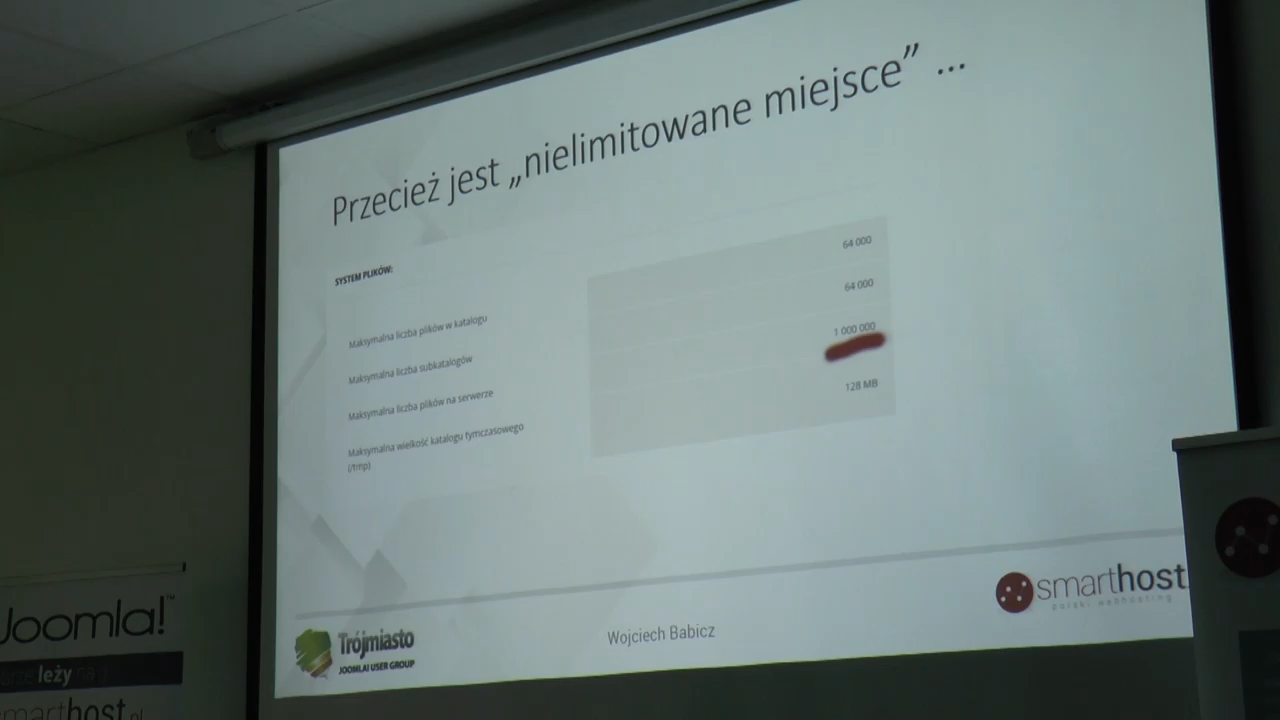 Przecież jest „nielimitowane miejsce” ...
SYSTEM PLIKÓW:
Maksymalna liczba plików w katalogu
64 000
Maksymalna liczba subkatalogów
64 000
Maksymalna liczba plików na serwerze
1 000 000
Maksymalna wielkość katalogu tymczasowego
(/tmp)
128 MB
Trójmiasto
JOOMLA! USER GROUP
Wojciech Babicz
smarthost
polski webhosting
Joomla!™
leży na
smarthost.pl